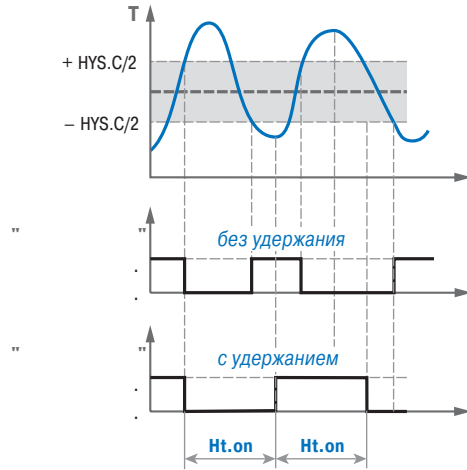 T
+ HYS.C/2
– HYS.C/2
" "
без удержания
.
.
" "
с удержанием
.
.
Ht.on Ht.on